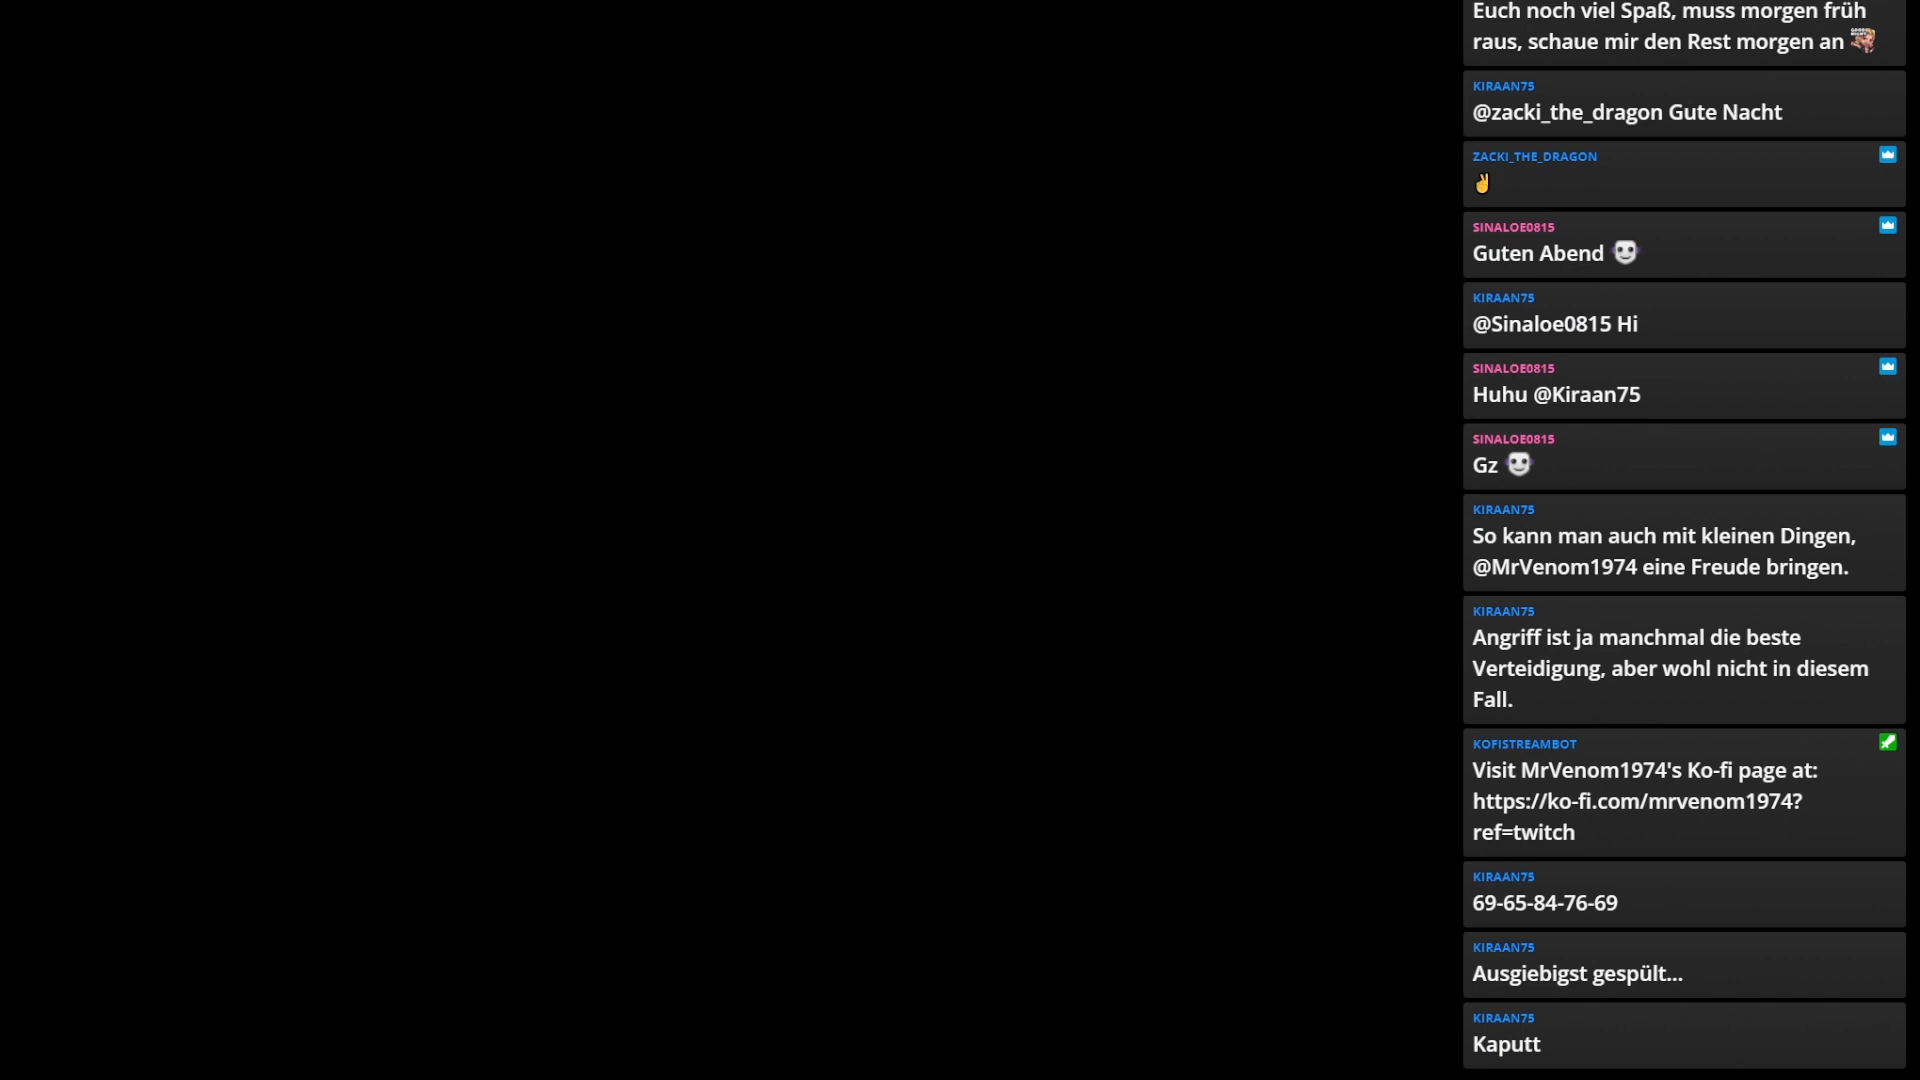 Euch noch viel Spaß, muss morgen früh
raus, schaue mir den Rest morgen an
KIRAAN75
@zacki_the_dragon Gute Nacht
ZACKI_THE_DRAGON
✌
SINALOE0815
Guten Abend
KIRAAN75
@Sinaloe0815 Hi
SINALOE0815
Huhu @Kiraan75
SINALOE0815
Gz
KIRAAN75
So kann man auch mit kleinen Dingen,
@MrVenom1974 eine Freude bringen.
KIRAAN75
Angriff ist ja manchmal die beste
Verteidigung, aber wohl nicht in diesem
Fall.
KOFISTREAMBOT
Visit MrVenom1974's Ko-fi page at:
https://ko-fi.com/mrvenom1974?
ref=twitch
KIRAAN75
69-65-84-76-69
KIRAAN75
Ausgiebigst gespült...
KIRAAN75
Kaputt